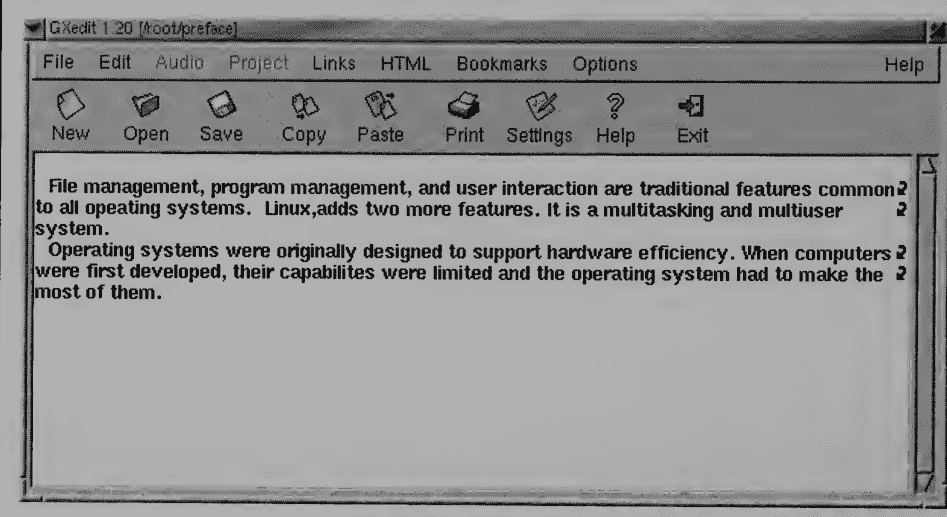 GXedit 1.20 [/root/preface]
File Edit Audio Project Links HTML Bookmarks Options Help
New Open Save Copy Paste Print Settings Help Exit
File management, program management, and user interaction are traditional features common
to all opeating systems. Linux,adds two more features. It is a multitasking and multiuser
system.
Operating systems were originally designed to support hardware efficiency. When computers
were first developed, their capabilites were limited and the operating system had to make the
most of them.